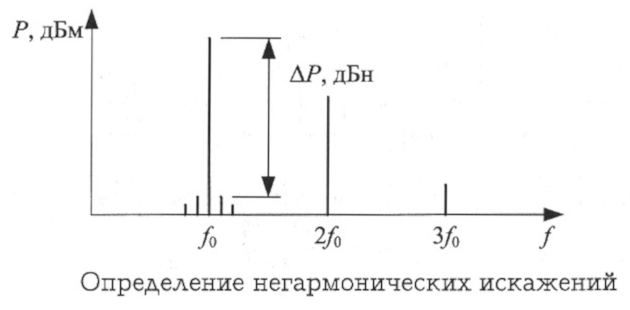 P, дБм
ΔP, дБн
f₀
2f₀
3f₀
f
Определение негармонических искажений